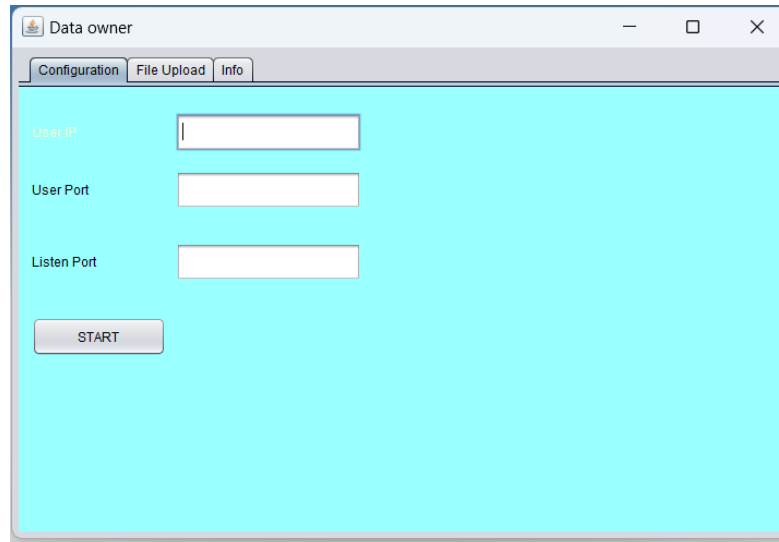 Data owner
Configuration File Upload Info
User IP
User Port
Listen Port
START